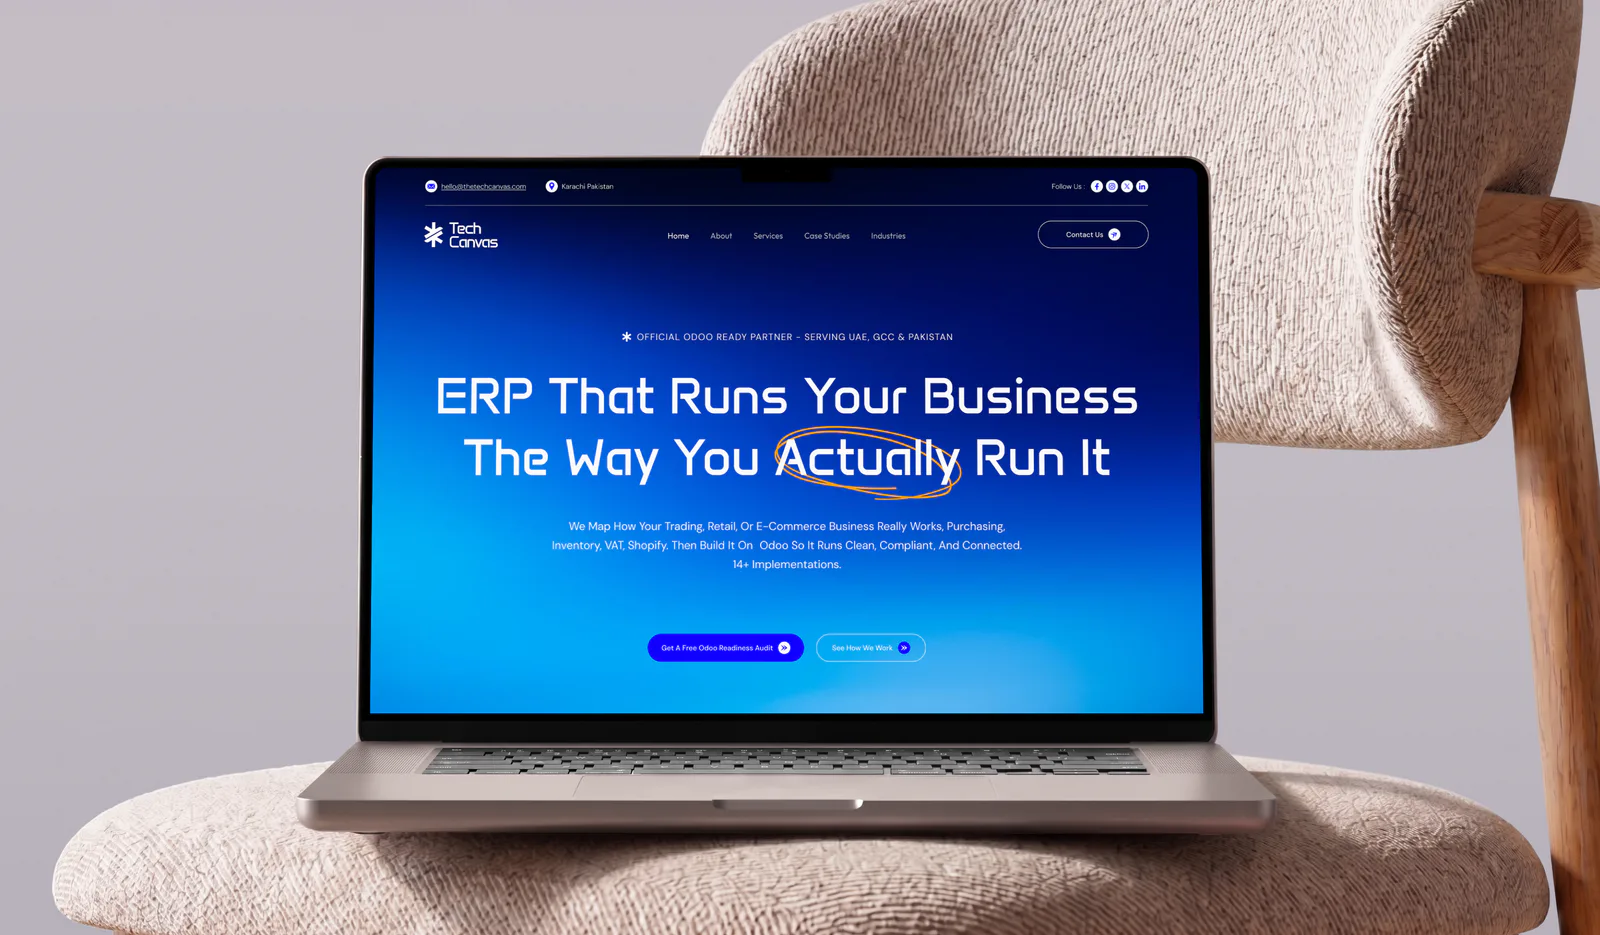 hello@thetechcanvas.com
Karachi Pakistan
Follow Us :
Tech
Canvas
Home
About
Services
Case Studies
Industries
Contact Us
OFFICIAL ODOO READY PARTNER - SERVING UAE, GCC & PAKISTAN
ERP That Runs Your Business
The Way You Actually Run It
We Map How Your Trading, Retail, Or E-Commerce Business Really Works, Purchasing,
Inventory, VAT, Shopify. Then Build It On Odoo So It Runs Clean, Compliant, And Connected.
14+ Implementations.
Get A Free Odoo Readiness Audit
See How We Work